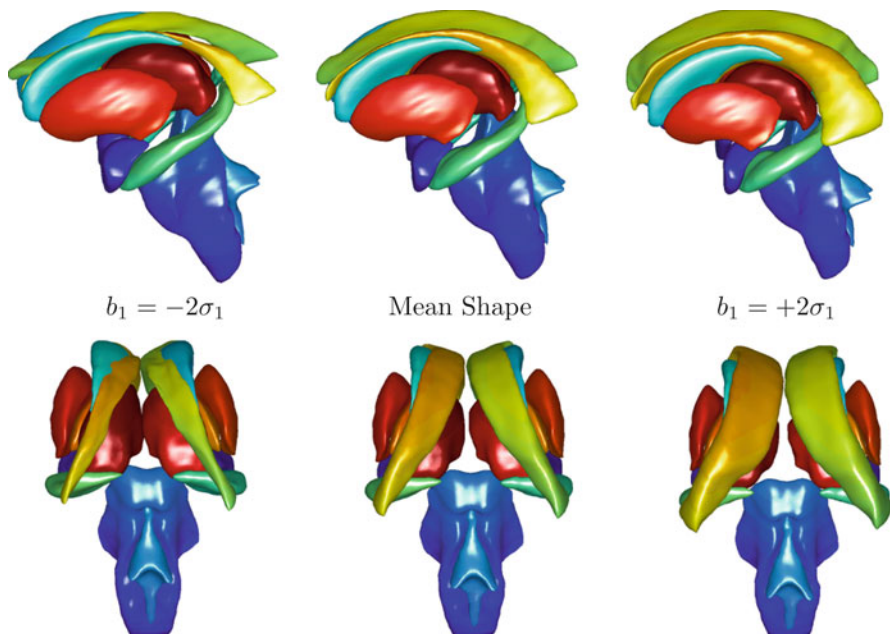 b₁ = −2σ₁
Mean Shape
b₁ = +2σ₁